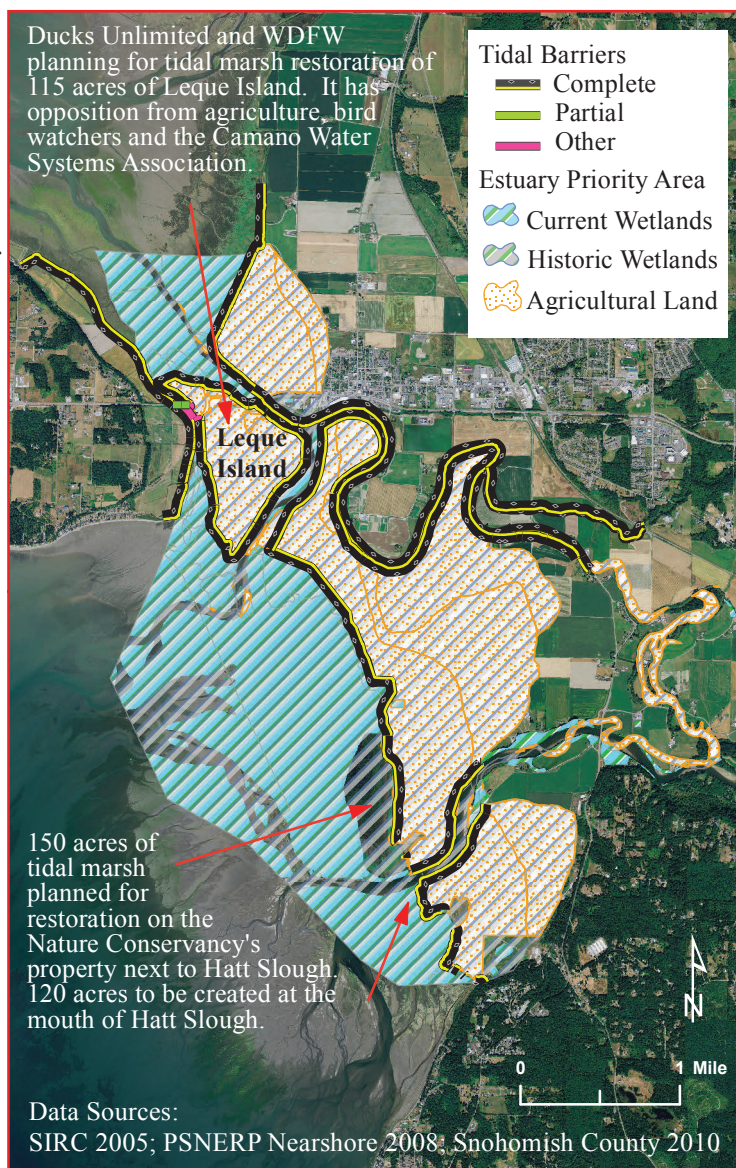 Ducks Unlimited and WDFW
planning for tidal marsh restoration of
115 acres of Leque Island.  It has
opposition from agriculture, bird
watchers and the Camano Water
Systems Association.
Tidal Barriers
Complete
Partial
Other
Estuary Priority Area
Current Wetlands
Historic Wetlands
Agricultural Land
Leque
Island
150 acres of
tidal marsh
planned for
restoration on the
Nature Conservancy's
property next to Hatt Slough.
120 acres to be created at the
mouth of Hatt Slough.
N
0 1 Mile
Data Sources:
SIRC 2005; PSNERP Nearshore 2008; Snohomish County 2010